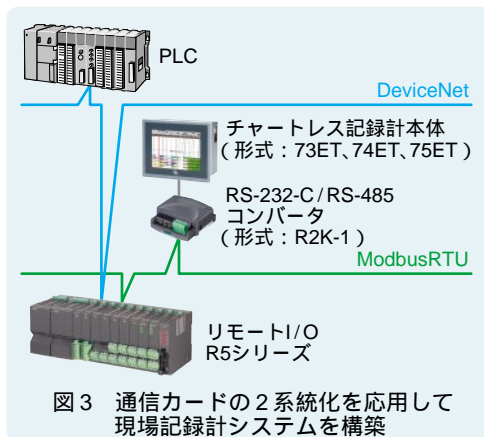 PLC
DeviceNet
チャートレス記録計本体
（形式：73ET、74ET、75ET）
RS-232-C/RS-485
コンバータ
（形式：R2K-1）
ModbusRTU
リモートI/O
R5シリーズ
図3 通信カードの2系統化を応用して
現場記録計システムを構築